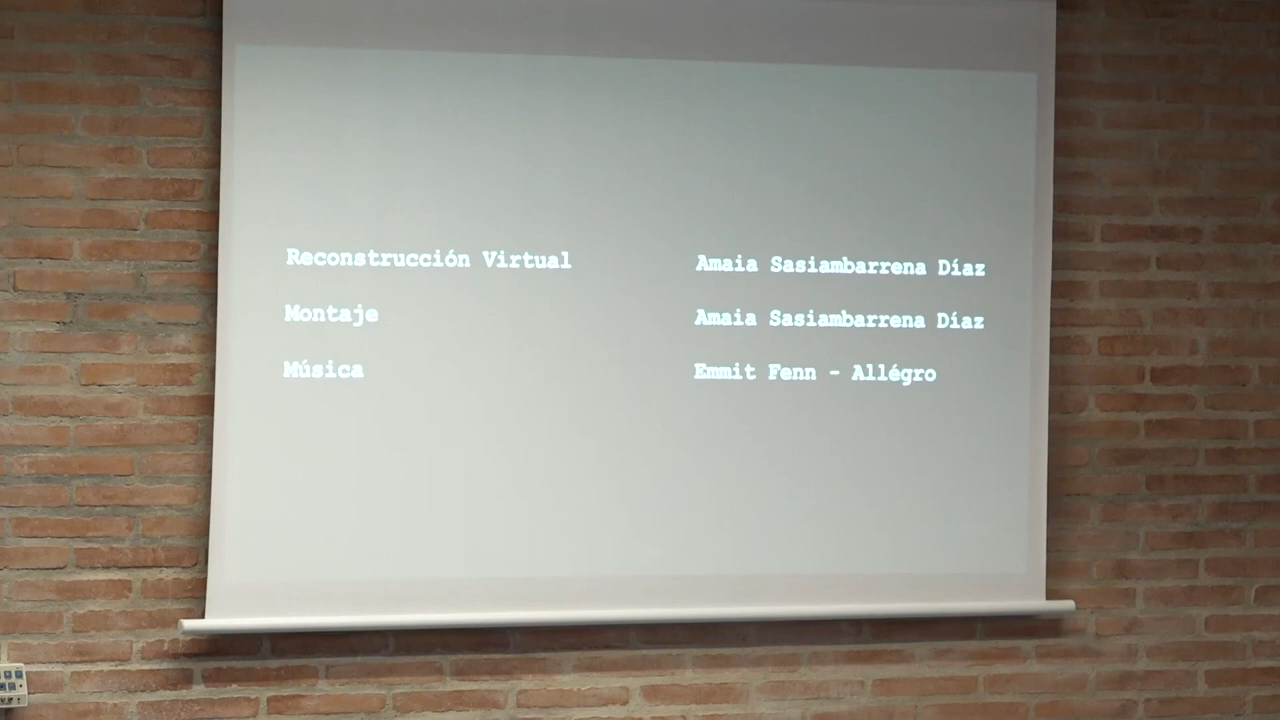 Reconstrucción Virtual Amaia Sasiambarrena Díaz
Montaje Amaia Sasiambarrena Díaz
Música Emmit Fenn - Allégro